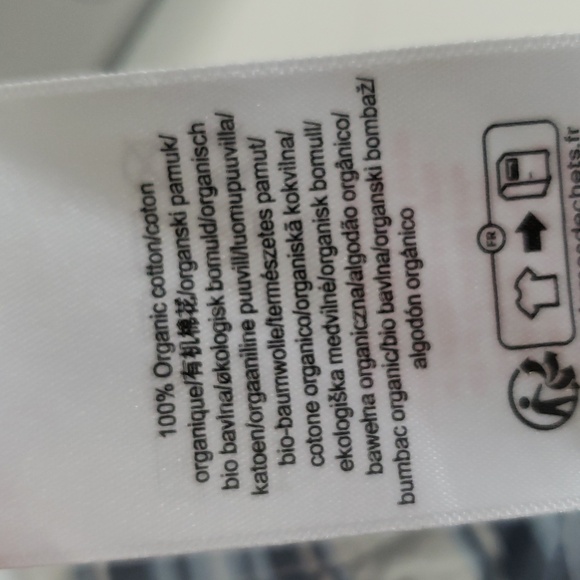 100% Organic cotton/coton
organique/有机棉花/organski pamuk/
bio bavlna/økologisk bomuld/organisch
katoen/orgaaniline puuvill/luomupuuvilla/
bio-baumwolle/természetes pamut/
cotone organico/organiskā kokvilna/
ekologiška medvilnė/organisk bomull/
bawełna organiczna/algodão orgânico/
bumbac organic/bio bavlna/organski bombaž/
algodón orgánico
FR